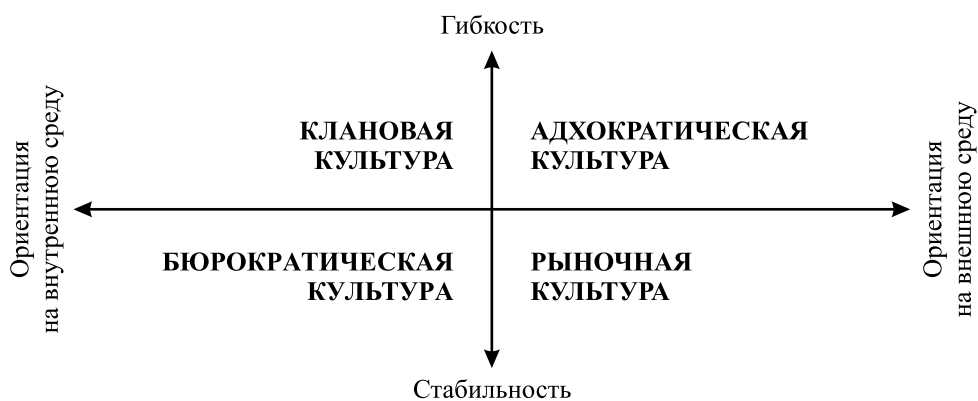 Гибкость
Ориентация
на внутреннюю среду
КЛАНОВАЯ
КУЛЬТУРА
АДХОКРАТИЧЕСКАЯ
КУЛЬТУРА
Ориентация
на внешнюю среду
БЮРОКРАТИЧЕСКАЯ
КУЛЬТУРА
РЫНОЧНАЯ
КУЛЬТУРА
Стабильность